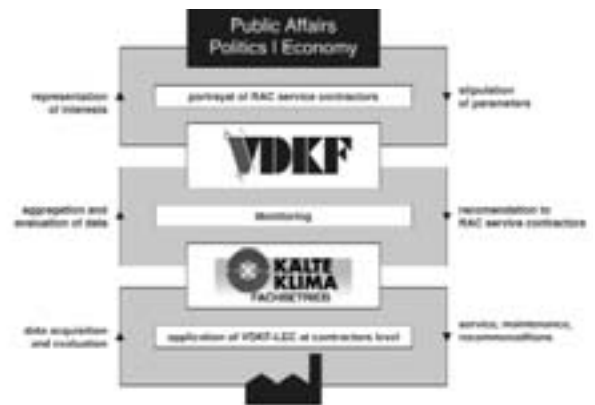 Public Affairs
Politics | Economy
representation
of interests
portrayal of RAC service contractors
stipulation
of parameters
VDKF
aggregation and
evaluation of data
Monitoring
recomendation to
RAC service contractors
KÄLTE
KLIMA
FACHBETRIEB
data acquisition
and evaluation
application of VDKF-LEC at contractors level
service, maintenance,